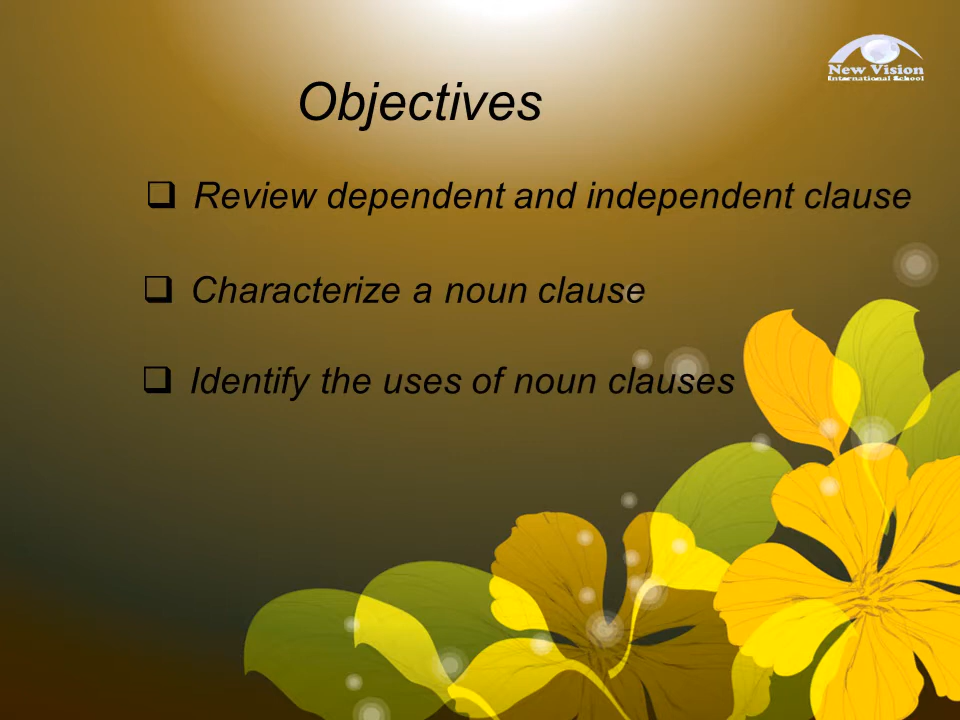 New Vision
International School
Objectives
❑ Review dependent and independent clause
❑ Characterize a noun clause
❑ Identify the uses of noun clauses